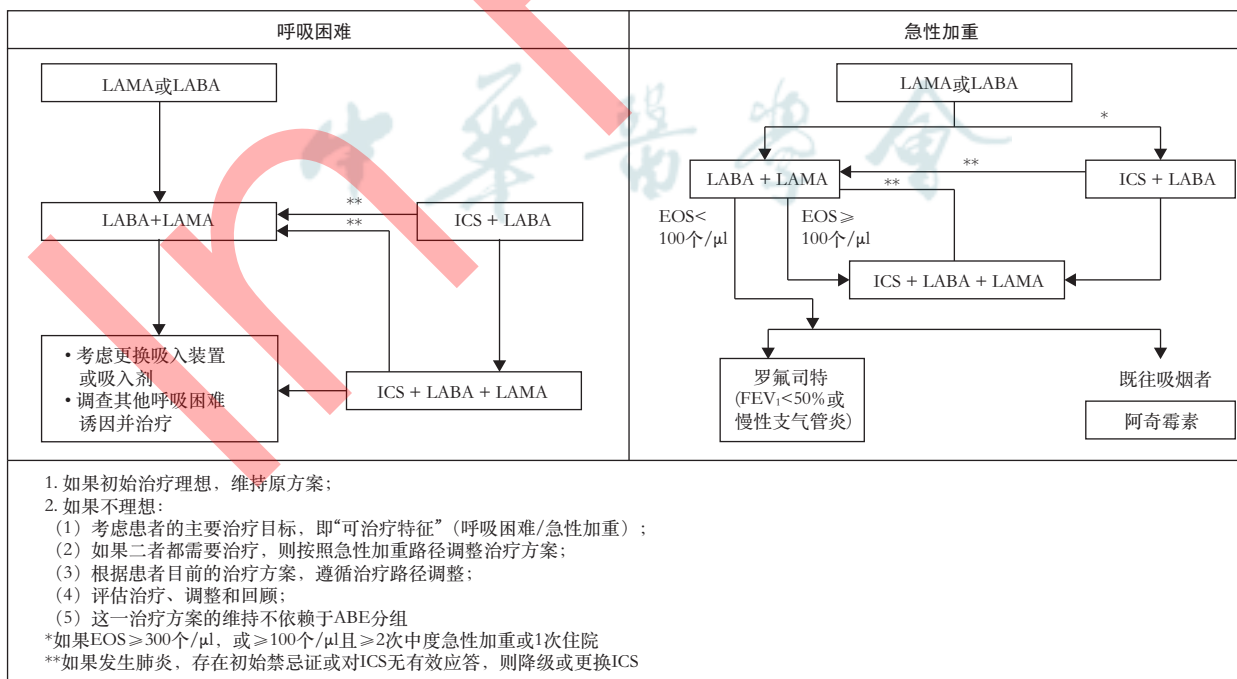 呼吸困难
LAMA或LABA
LABA+LAMA
**
**
ICS + LABA
• 考虑更换吸入装置
或吸入剂
• 调查其他呼吸困难
诱因并治疗
ICS + LABA + LAMA
急性加重
LAMA或LABA
*
LABA + LAMA
**
**
ICS + LABA
EOS<
100个/μl
EOS≥
100个/μl
ICS + LABA + LAMA
罗氟司特
(FEV₁<50%或
慢性支气管炎)
既往吸烟者
阿奇霉素
1. 如果初始治疗理想，维持原方案；
2. 如果不理想：
（1）考虑患者的主要治疗目标，即“可治疗特征”（呼吸困难/急性加重）；
（2）如果二者都需要治疗，则按照急性加重路径调整治疗方案；
（3）根据患者目前的治疗方案，遵循治疗路径调整；
（4）评估治疗、调整和回顾；
（5）这一治疗方案的维持不依赖于ABE分组
*如果EOS≥300个/μl，或≥100个/μl且≥2次中度急性加重或1次住院
**如果发生肺炎，存在初始禁忌证或对ICS无有效应答，则降级或更换ICS
中华醫學會
In